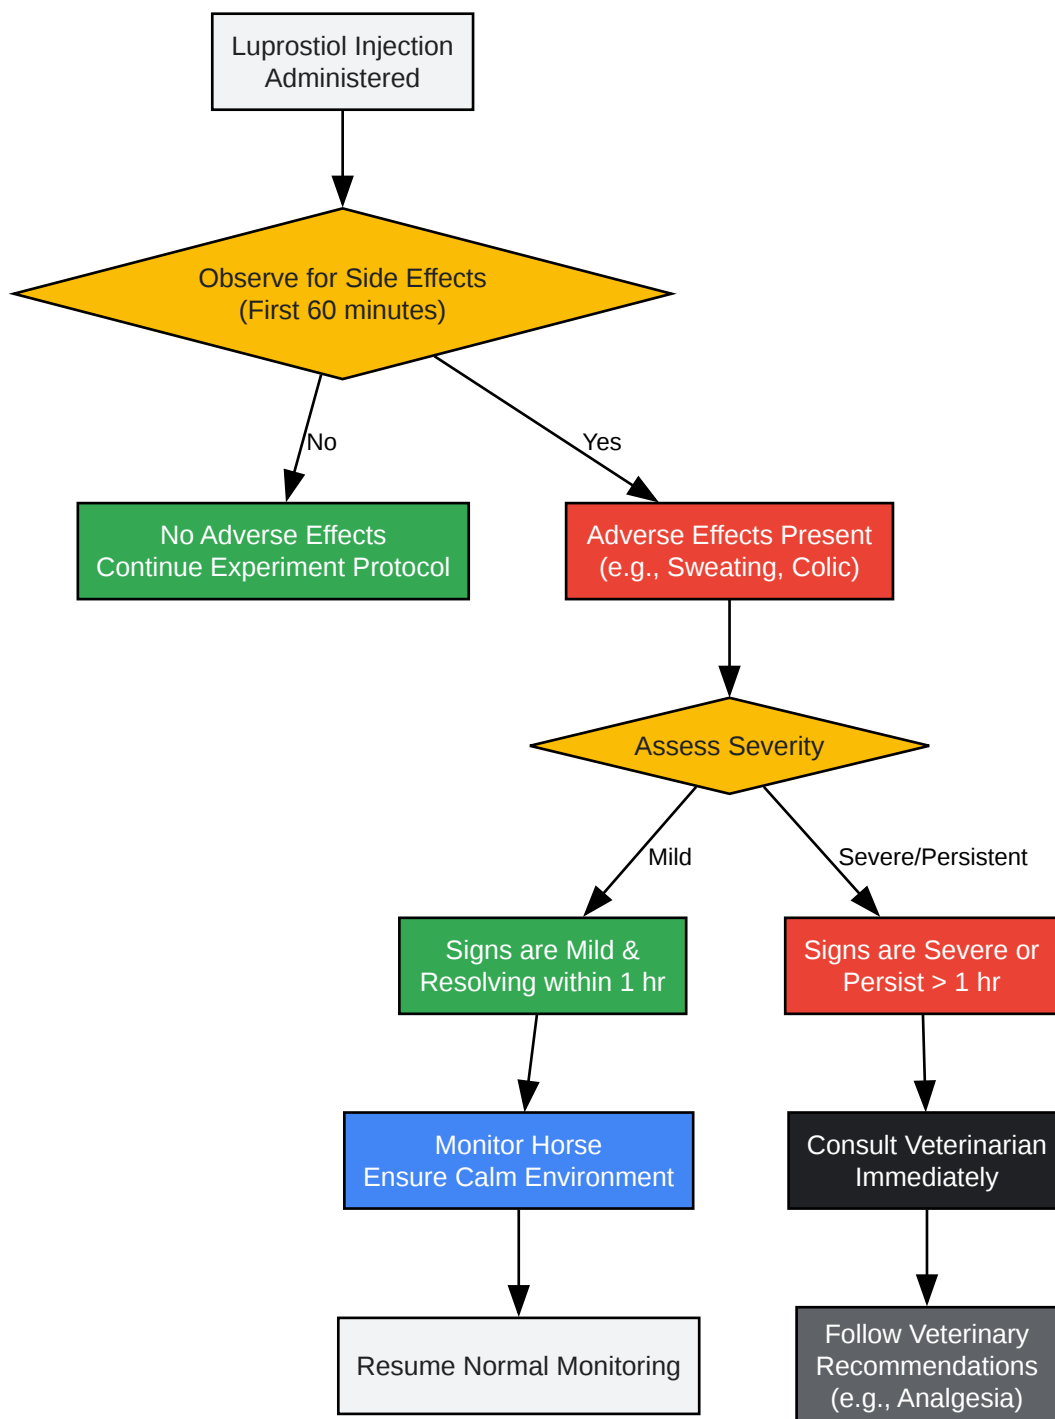 Luprostiol Injection
Administered
Observe for Side Effects
(First 60 minutes)
No
Yes
No Adverse Effects
Continue Experiment Protocol
Adverse Effects Present
(e.g., Sweating, Colic)
Assess Severity
Mild
Severe/Persistent
Signs are Mild &
Resolving within 1 hr
Signs are Severe or
Persist > 1 hr
Monitor Horse
Ensure Calm Environment
Consult Veterinarian
Immediately
Resume Normal Monitoring
Follow Veterinary
Recommendations
(e.g., Analgesia)